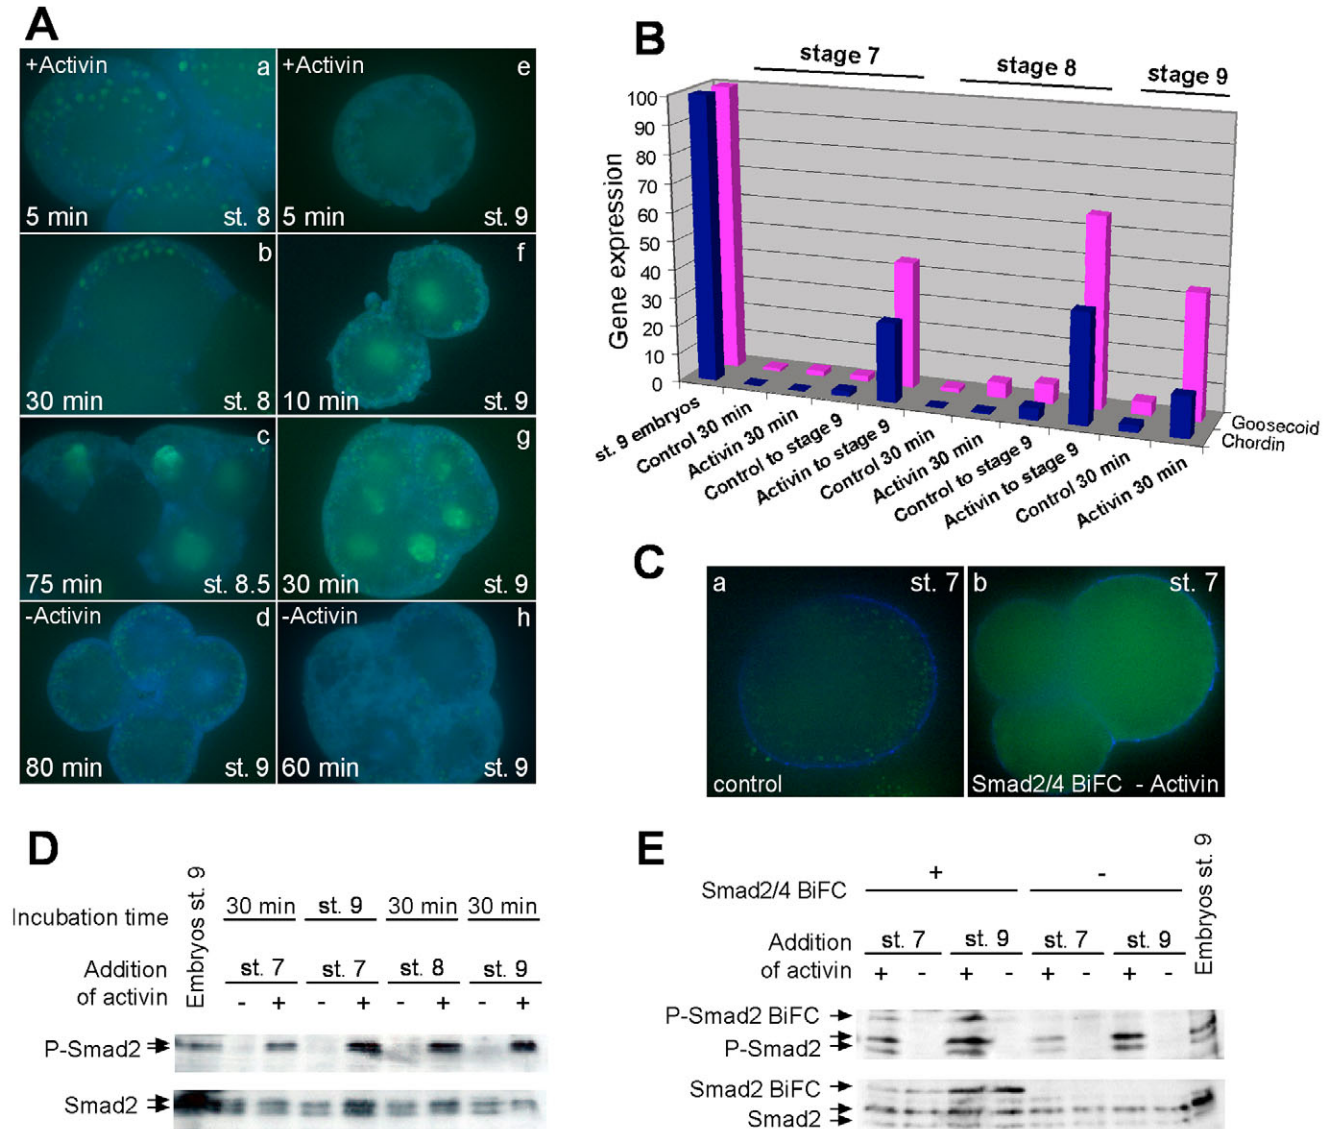 A
+Activin a
5 min st. 8
b
30 min st. 8
c
75 min st. 8.5
-Activin d
80 min st. 9
+Activin e
5 min st. 9
f
10 min st. 9
g
30 min st. 9
-Activin h
60 min st. 9
B
stage 7 stage 8 stage 9
Gene expression
100
90
80
70
60
50
40
30
20
10
0
st. 9 embryos
Control 30 min
Activin 30 min
Control to stage 9
Activin to stage 9
Control 30 min
Activin 30 min
Control to stage 9
Activin to stage 9
Control 30 min
Activin 30 min
Goosecoid
Chordin
C
a st. 7
control
b st. 7
Smad2/4 BiFC - Activin
D
Embryos st. 9
Incubation time 30 min st. 9 30 min 30 min
Addition of activin
st. 7 st. 7 st. 8 st. 9
- + - + - + - +
P-Smad2
Smad2
E
Smad2/4 BiFC + -
Embryos st. 9
Addition of activin
st. 7 st. 9 st. 7 st. 9
+ - + - + - + -
P-Smad2 BiFC
P-Smad2
Smad2 BiFC
Smad2